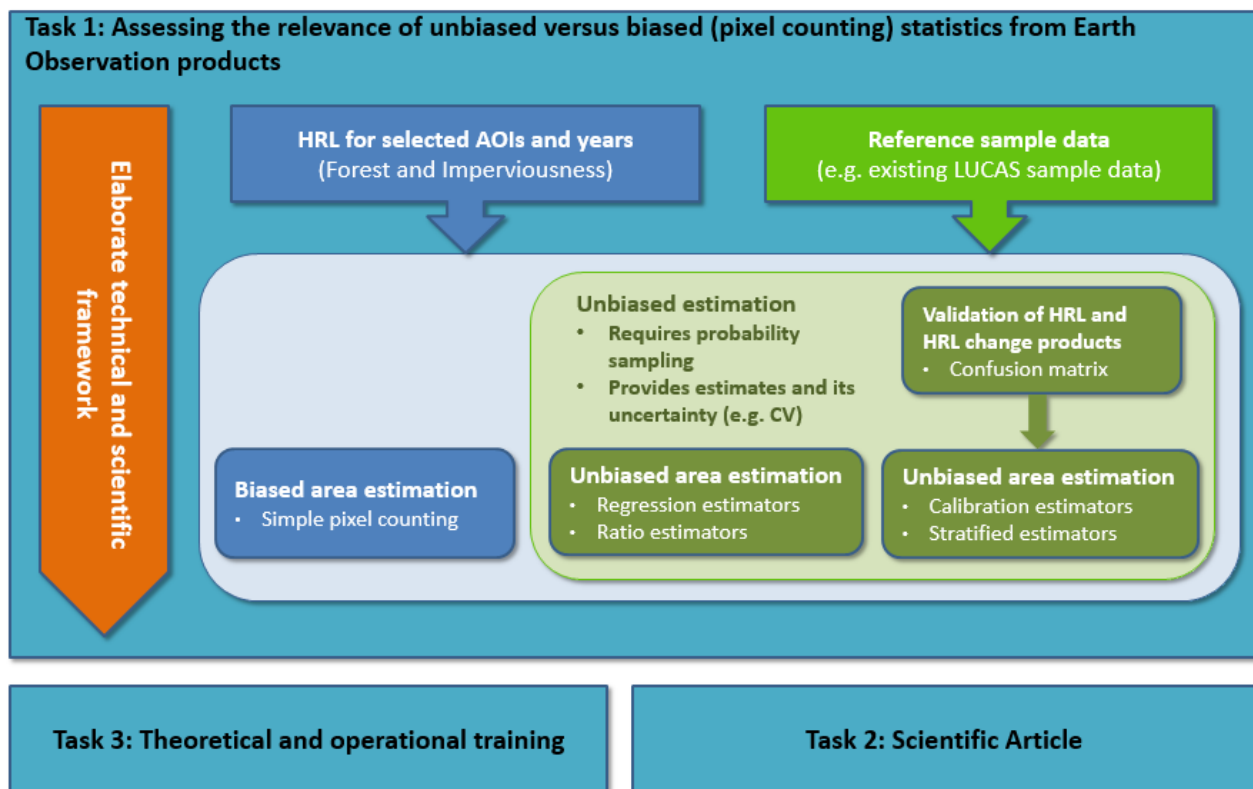 Task 1: Assessing the relevance of unbiased versus biased (pixel counting) statistics from Earth
Observation products
Elaborate technical and scientific
framework
HRL for selected AOIs and years
(Forest and Imperviousness)
Reference sample data
(e.g. existing LUCAS sample data)
Unbiased estimation
• Requires probability
sampling
• Provides estimates and its
uncertainty (e.g. CV)
Validation of HRL and
HRL change products
• Confusion matrix
Biased area estimation
• Simple pixel counting
Unbiased area estimation
• Regression estimators
• Ratio estimators
Unbiased area estimation
• Calibration estimators
• Stratified estimators
Task 3: Theoretical and operational training
Task 2: Scientific Article